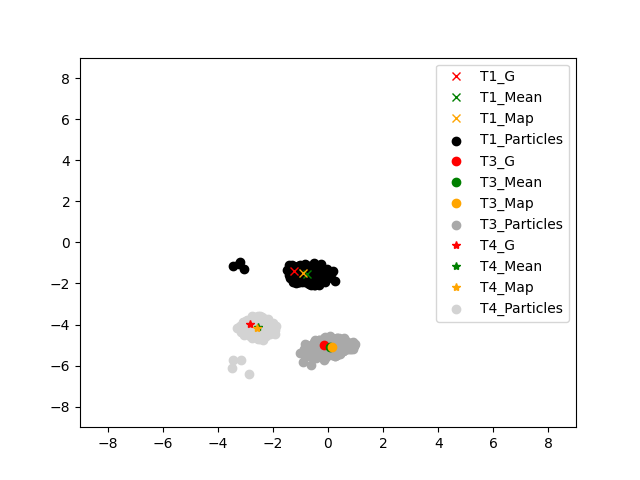 8
6
4
2
0
−2
−4
−6
−8
−8 −6 −4 −2 0 2 4 6 8
T1_G
T1_Mean
T1_Map
T1_Particles
T3_G
T3_Mean
T3_Map
T3_Particles
T4_G
T4_Mean
T4_Map
T4_Particles